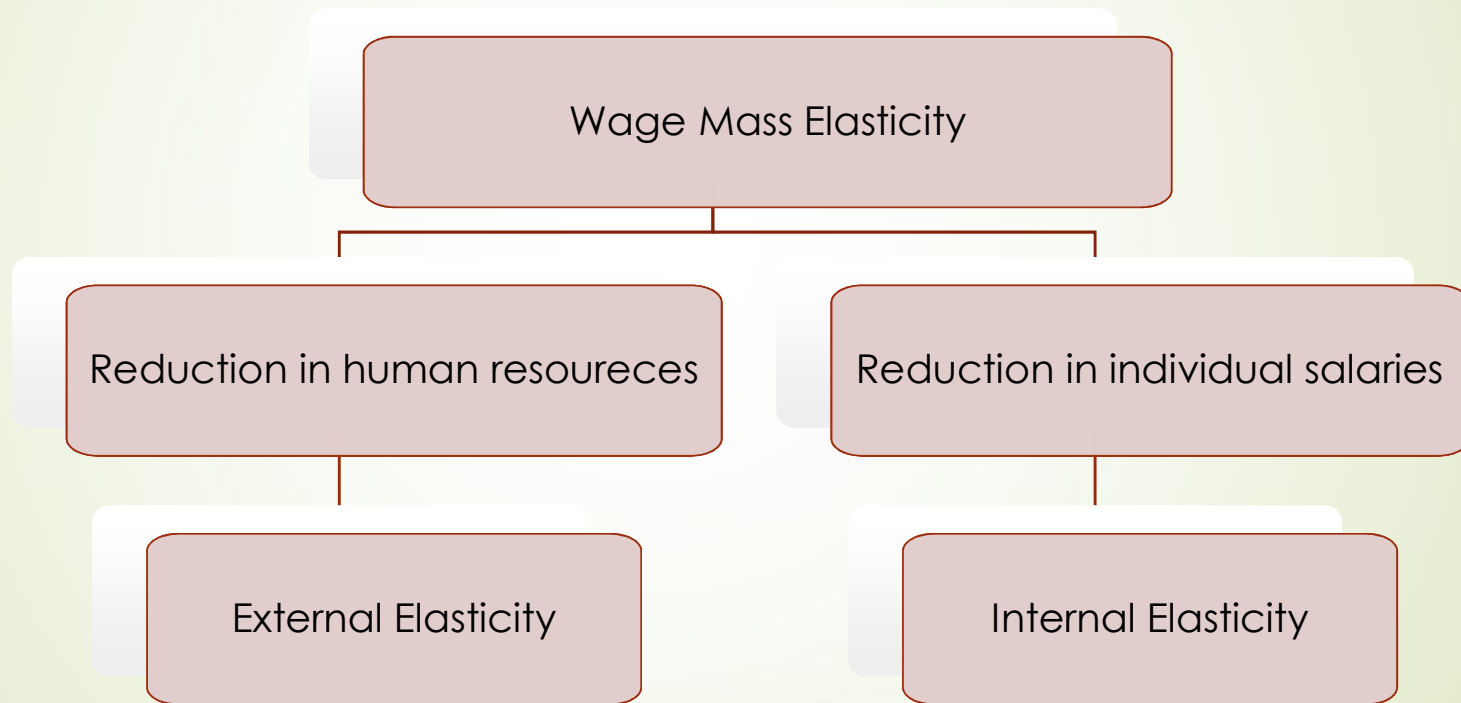 Wage Mass Elasticity
Reduction in human resoureces
Reduction in individual salaries
External Elasticity
Internal Elasticity